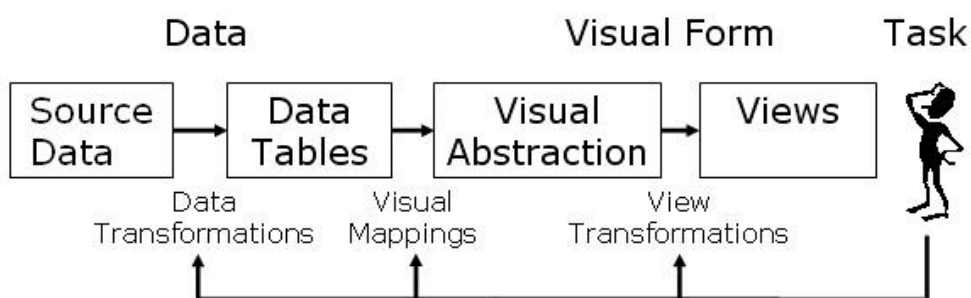 Data
Visual Form
Task
Source
Data
Data
Tables
Visual
Abstraction
Views
Data
Transformations
Visual
Mappings
View
Transformations